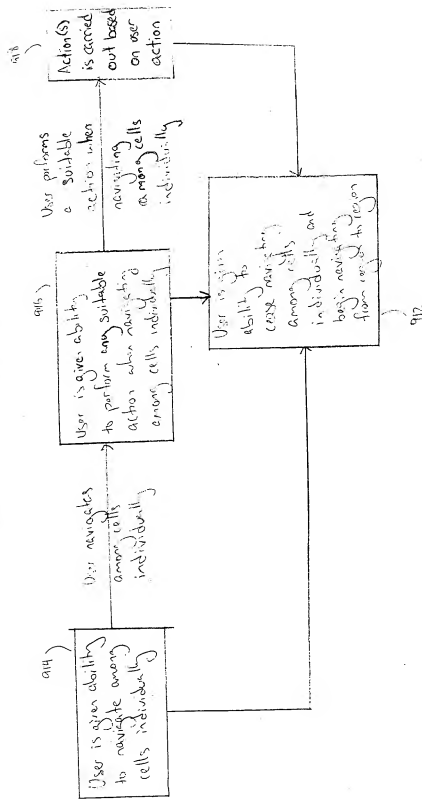 914
User is given ability
to navigate among
cells individually
User navigates
among cells
individually
916
User is given ability
to perform any suitable
action when navigating
among cells individually
User performs
a suitable
action when
navigating
among cells
individually
918
Action(s)
is carried
out based
on user
action
User is given
ability to
cease navigating
among cells
individually and
begin navigating
from region to region
912